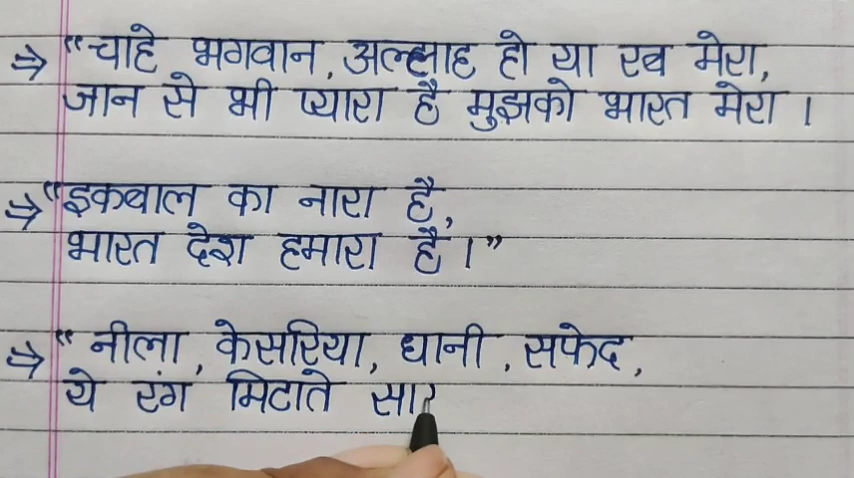 ⇒ “चाहे भगवान, अल्लाह हो या रब मेरा,
जान से भी प्यारा है मुझको भारत मेरा ।
⇒ “इकबाल का नारा है,
भारत देश हमारा है ।”
⇒ “ नीला, केसरिया, धानी, सफेद,
ये रंग मिटाते